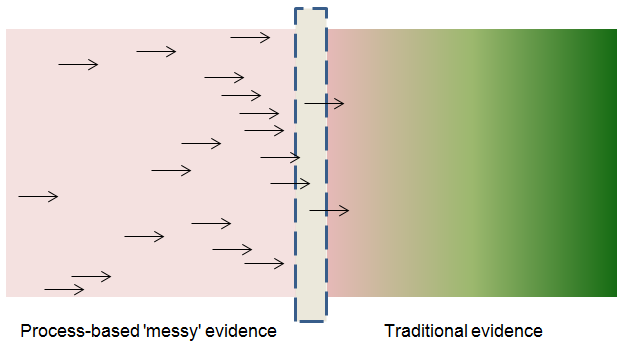 Process-based 'messy' evidence
Traditional evidence